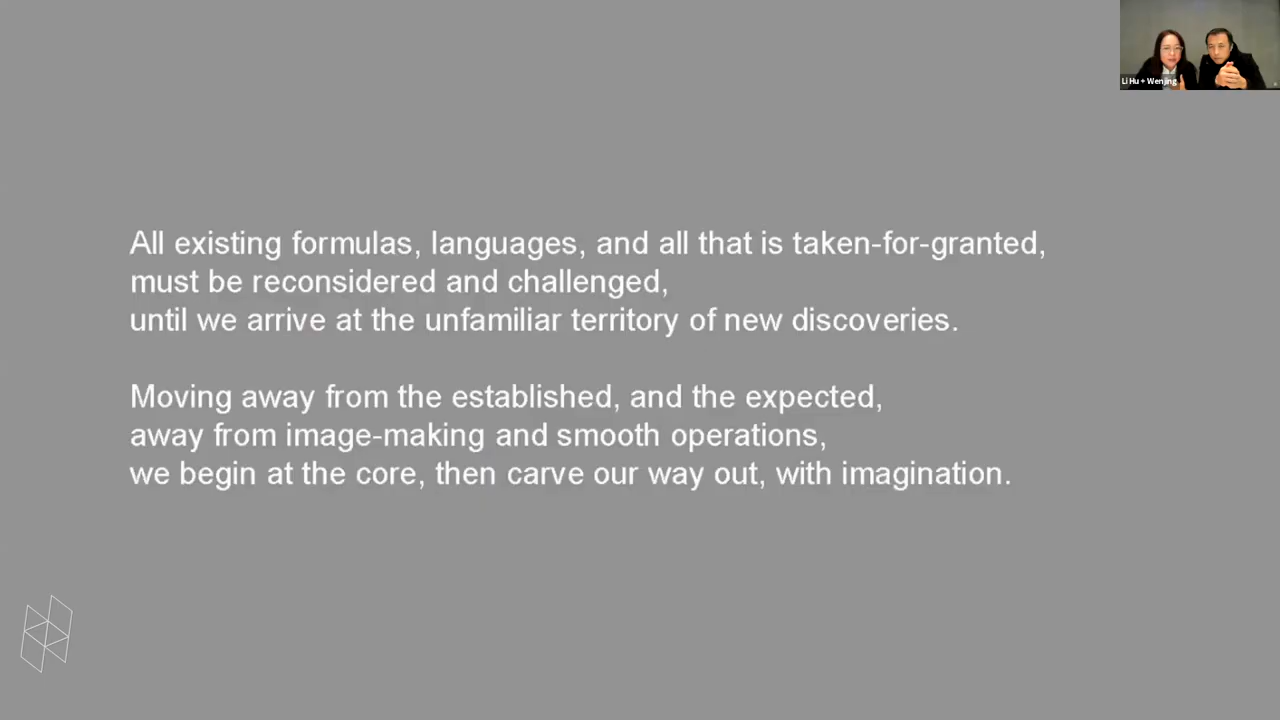 Li Hu + Wenjing
All existing formulas, languages, and all that is taken-for-granted,
must be reconsidered and challenged,
until we arrive at the unfamiliar territory of new discoveries.
Moving away from the established, and the expected,
away from image-making and smooth operations,
we begin at the core, then carve our way out, with imagination.